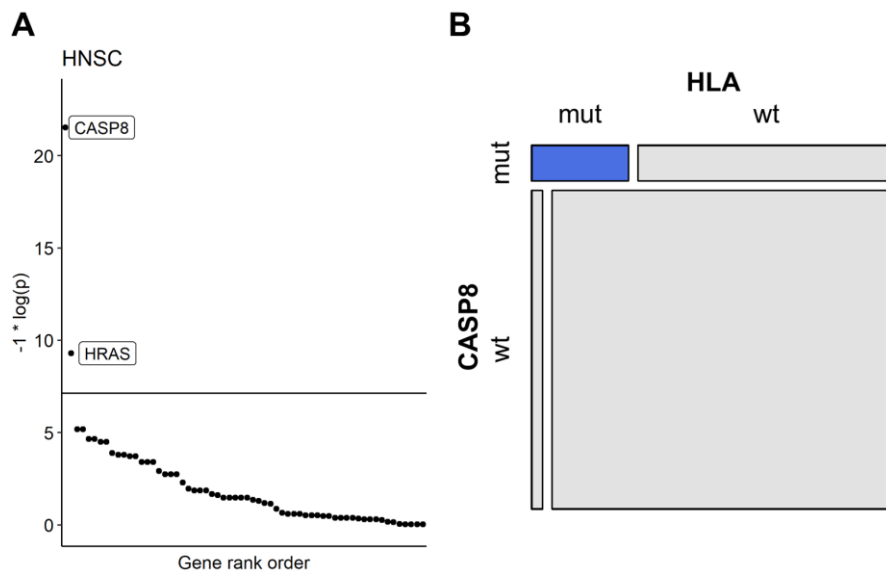 A
HNSC
CASP8
20
15
-1 * log(p)
10
HRAS
5
0
Gene rank order
B
HLA
mut wt
mut
CASP8
wt